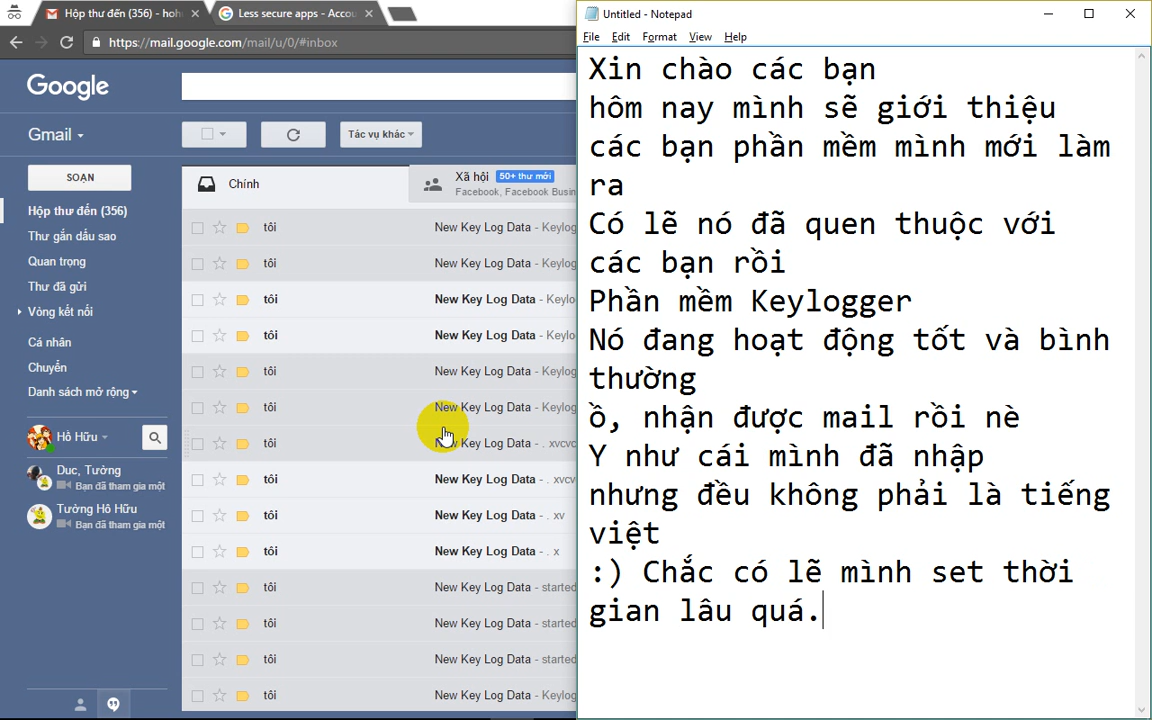 Hộp thư đến (356) - hoh
Less secure apps - Accou
https://mail.google.com/mail/u/0/#inbox
Google
Gmail
Tác vụ khác
SOẠN
Hộp thư đến (356)
Thư gắn dấu sao
Quan trọng
Thư đã gửi
Vòng kết nối
Cá nhân
Chuyến
Danh sách mở rộng
Hồ Hữu
Duc, Tưởng
Bạn đã tham gia một
Tưởng Hồ Hữu
Bạn đã tham gia một
Chính
Xã hội 50+ thư mới
Facebook, Facebook Busin
tôi New Key Log Data - Keylog
tôi New Key Log Data - Keylog
tôi New Key Log Data - Keylo
tôi New Key Log Data - Keylo
tôi New Key Log Data - Keylog
tôi New Key Log Data - Keylog
tôi New Key Log Data - . xvcvc
tôi New Key Log Data - . xvcv
tôi New Key Log Data - . xv
tôi New Key Log Data - . x
tôi New Key Log Data - started
tôi New Key Log Data - started
tôi New Key Log Data - started
tôi New Key Log Data - Keylog
Untitled - Notepad
File Edit Format View Help
Xin chào các bạn
hôm nay mình sẽ giới thiệu
các bạn phần mềm mình mới làm
ra
Có lẽ nó đã quen thuộc với
các bạn rồi
Phần mềm Keylogger
Nó đang hoạt động tốt và bình
thường
ồ, nhận được mail rồi nè
Y như cái mình đã nhập
nhưng đều không phải là tiếng
việt
:) Chắc có lẽ mình set thời
gian lâu quá.